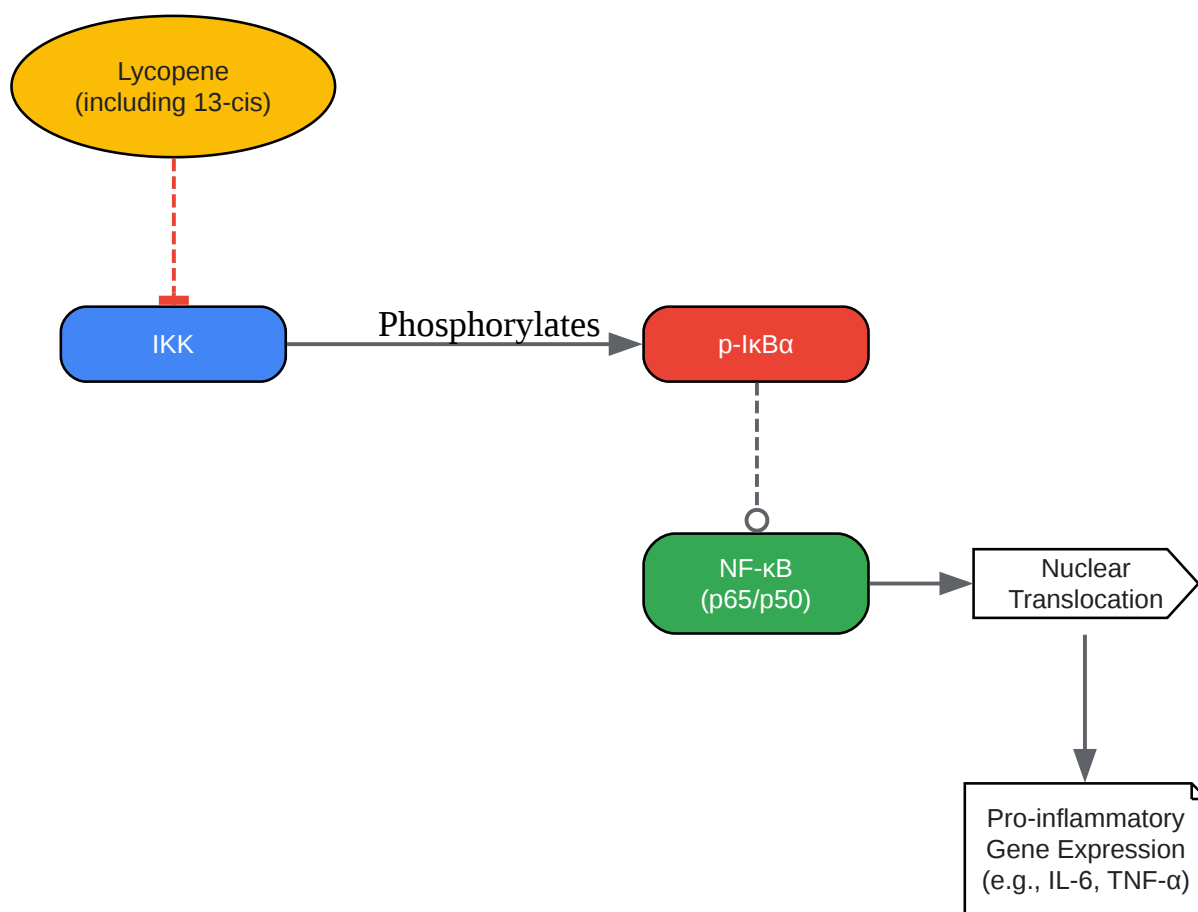 Lycopene
(including 13-cis)
IKK
Phosphorylates
p-IκBα
NF-κB
(p65/p50)
Nuclear
Translocation
Pro-inflammatory
Gene Expression
(e.g., IL-6, TNF-α)